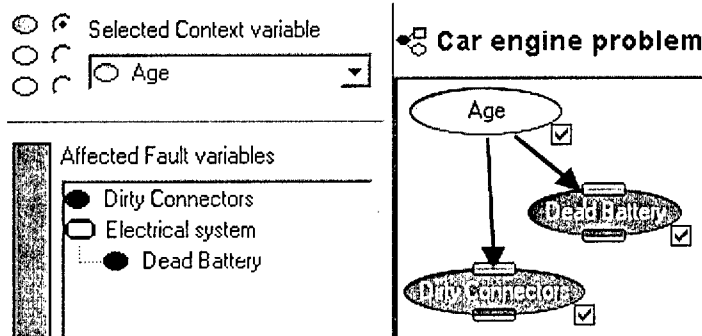 Selected Context variable
Age
Affected Fault variables
Dirty Connectors
Electrical system
Dead Battery
Car engine problem
Age
Dead Battery
Dirty Connectors